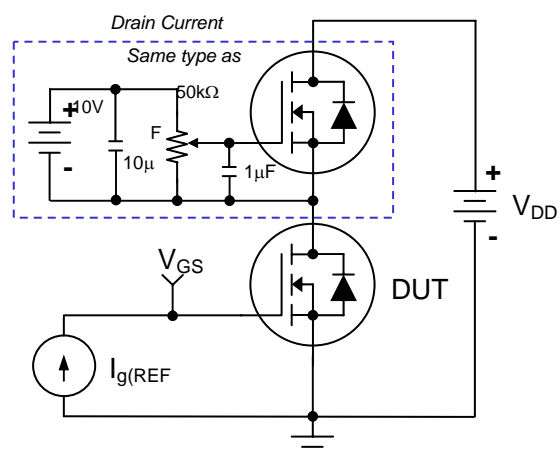 Drain Current
Same type as
50kΩ
+
10V
F
-
10μ
1μF
+
V_DD
-
V_GS
DUT
I_g(REF